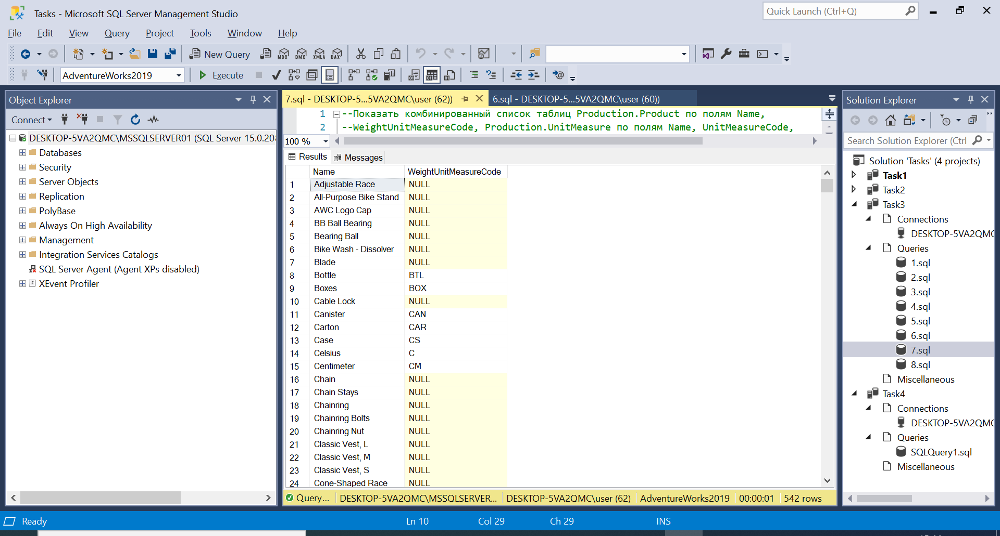 Tasks - Microsoft SQL Server Management Studio
Quick Launch (Ctrl+Q)
File Edit View Query Project Tools Window Help
New Query MDX DMX XMLA DAX
AdventureWorks2019 Execute
Object Explorer
Connect
DESKTOP-5VA2QMC\MSSQLSERVER01 (SQL Server 15.0.20
Databases
Security
Server Objects
Replication
PolyBase
Always On High Availability
Management
Integration Services Catalogs
SQL Server Agent (Agent XPs disabled)
XEvent Profiler
7.sql - DESKTOP-5...5VA2QMC\user (62))
6.sql - DESKTOP-5...5VA2QMC\user (60))
1 --Показать комбинированный список таблиц Production.Product по полям Name,
2 --WeightUnitMeasureCode, Production.UnitMeasure по полям Name, UnitMeasureCode,
100 %
Results Messages
Name WeightUnitMeasureCode
1 Adjustable Race NULL
2 All-Purpose Bike Stand NULL
3 AWC Logo Cap NULL
4 BB Ball Bearing NULL
5 Bearing Ball NULL
6 Bike Wash - Dissolver NULL
7 Blade NULL
8 Bottle BTL
9 Boxes BOX
10 Cable Lock NULL
11 Canister CAN
12 Carton CAR
13 Case CS
14 Celsius C
15 Centimeter CM
16 Chain NULL
17 Chain Stays NULL
18 Chainring NULL
19 Chainring Bolts NULL
20 Chainring Nut NULL
21 Classic Vest, L NULL
22 Classic Vest, M NULL
23 Classic Vest, S NULL
24 Cone-Shaped Race NULL
Query... DESKTOP-5VA2QMC\MSSQLSERVER... DESKTOP-5VA2QMC\user (62) AdventureWorks2019 00:00:01 542 rows
Solution Explorer
Search Solution Explorer (Ctrl
Solution 'Tasks' (4 projects)
Task1
Task2
Task3
Connections
DESKTOP-5VA2QMC
Queries
1.sql
2.sql
3.sql
4.sql
5.sql
6.sql
7.sql
8.sql
Miscellaneous
Task4
Connections
DESKTOP-5VA2QMC
Queries
SQLQuery1.sql
Miscellaneous
Ready Ln 10 Col 29 Ch 29 INS